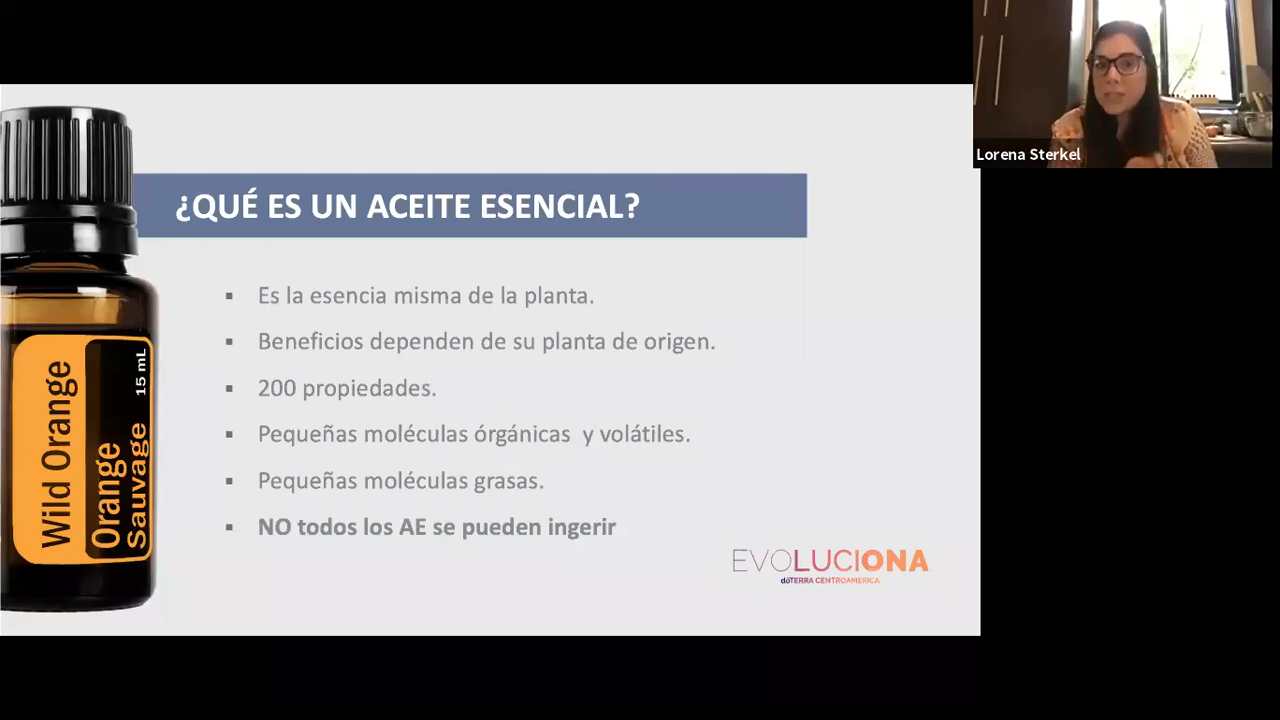 Lorena Sterkel
¿QUÉ ES UN ACEITE ESENCIAL?
▪ Es la esencia misma de la planta.
▪ Beneficios dependen de su planta de origen.
▪ 200 propiedades.
▪ Pequeñas moléculas órgánicas  y volátiles.
▪ Pequeñas moléculas grasas.
▪ NO todos los AE se pueden ingerir
Wild Orange
Orange
Sauvage 15 mL
EVOLUCIONA
dōTERRA CENTROAMERICA